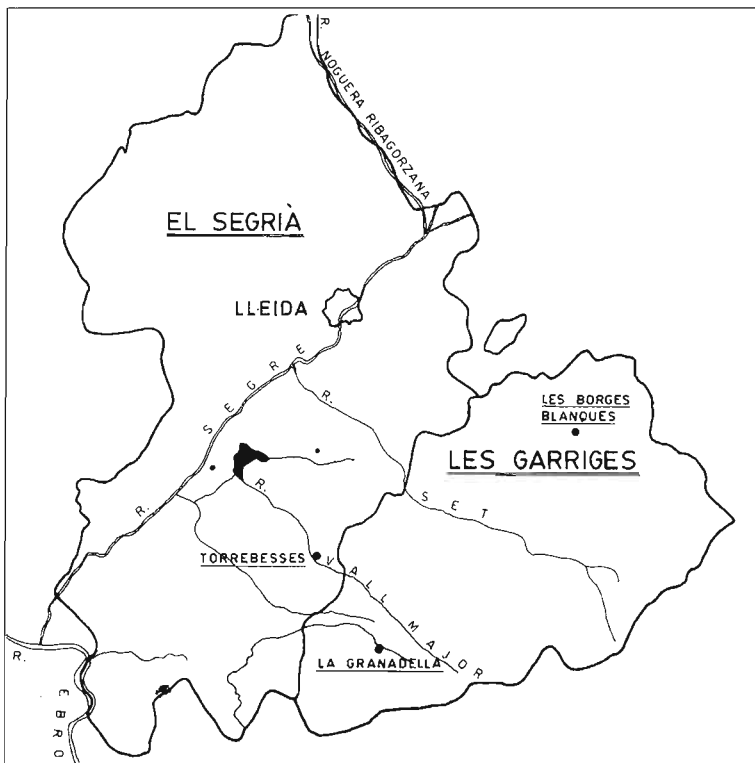 R. NOGUERA RIBAGORZANA
EL SEGRIÀ
LLEIDA
R. SEGRE
LES BORGES
BLANQUES
LES GARRIGES
R. SET
TORREBESSES
R. VALL MAJOR
LA GRANADELLA
R. EBRO